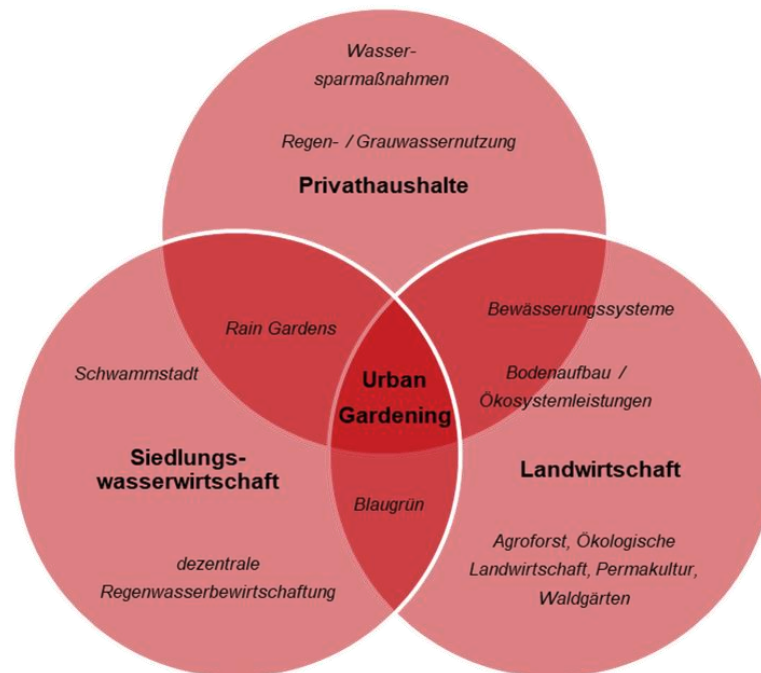 Wasser-
sparmaßnahmen
Regen- / Grauwassernutzung
Privathaushalte
Rain Gardens
Schwammstadt
Siedlungs-
wasserwirtschaft
dezentrale
Regenwasserbewirtschaftung
Urban
Gardening
Blaugrün
Bewässerungssysteme
Bodenaufbau /
Ökosystemleistungen
Landwirtschaft
Agroforst, Ökologische
Landwirtschaft, Permakultur,
Waldgärten